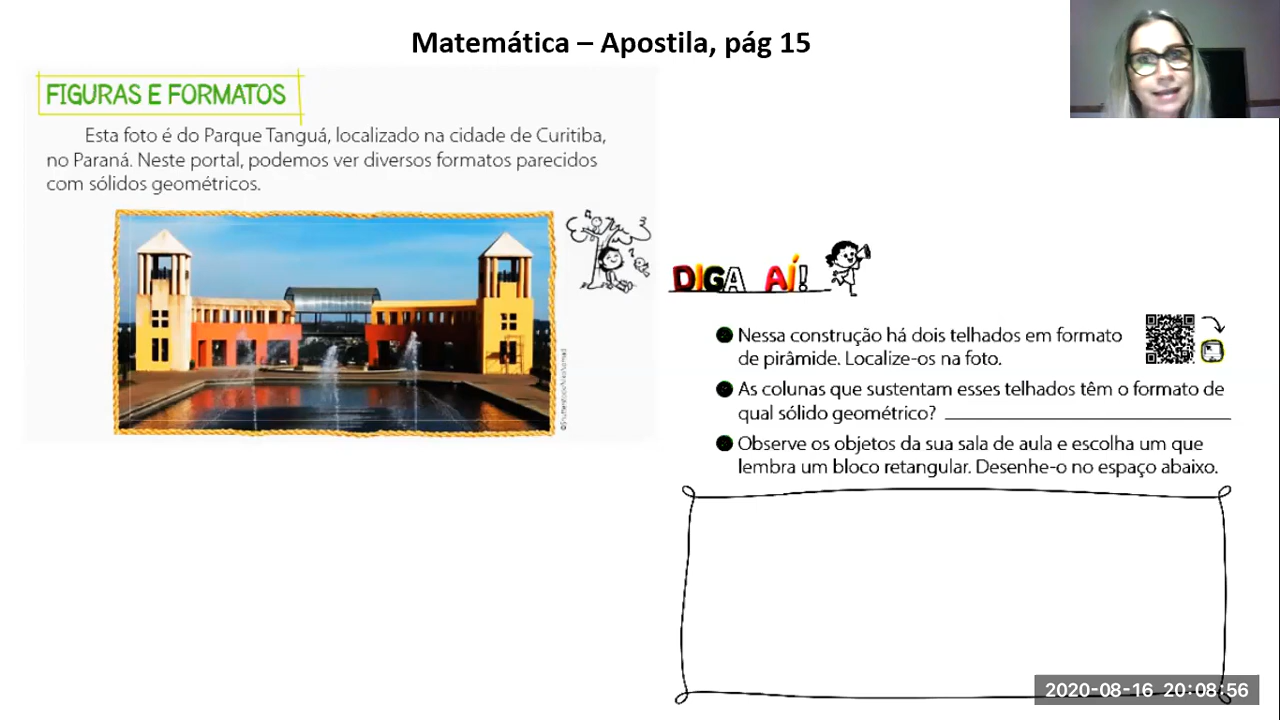 Matemática – Apostila, pág 15
FIGURAS E FORMATOS
Esta foto é do Parque Tanguá, localizado na cidade de Curitiba,
no Paraná. Neste portal, podemos ver diversos formatos parecidos
com sólidos geométricos.
DIGA AÍ!
Nessa construção há dois telhados em formato
de pirâmide. Localize-os na foto.
As colunas que sustentam esses telhados têm o formato de
qual sólido geométrico?
Observe os objetos da sua sala de aula e escolha um que
lembra um bloco retangular. Desenhe-o no espaço abaixo.
2020-08-16 20:08:56